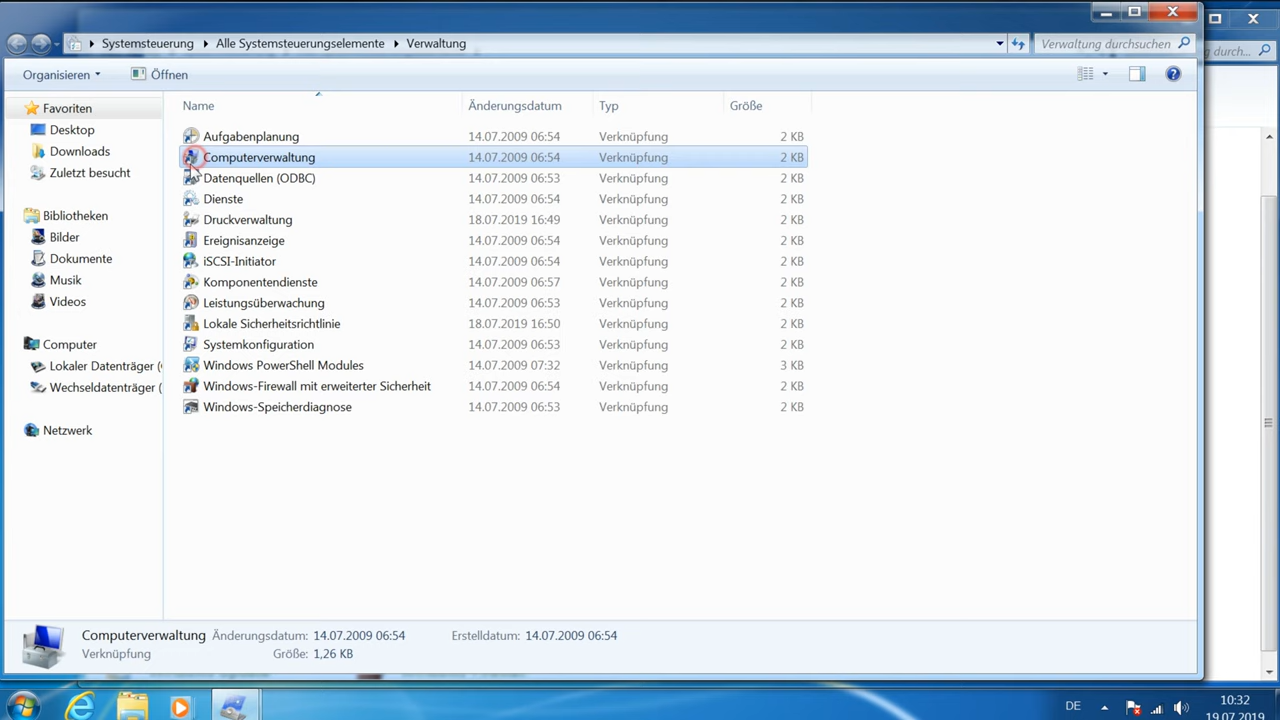 Systemsteuerung Alle Systemsteuerungselemente Verwaltung Verwaltung durchsuchen durch...
Organisieren Öffnen
Name Änderungsdatum Typ Größe
Favoriten
Desktop
Downloads
Zuletzt besucht
Bibliotheken
Bilder
Dokumente
Musik
Videos
Computer
Lokaler Datenträger (
Wechseldatenträger (
Netzwerk
Aufgabenplanung 14.07.2009 06:54 Verknüpfung 2 KB
Computerverwaltung 14.07.2009 06:54 Verknüpfung 2 KB
Datenquellen (ODBC) 14.07.2009 06:53 Verknüpfung 2 KB
Dienste 14.07.2009 06:54 Verknüpfung 2 KB
Druckverwaltung 18.07.2019 16:49 Verknüpfung 2 KB
Ereignisanzeige 14.07.2009 06:54 Verknüpfung 2 KB
iSCSI-Initiator 14.07.2009 06:54 Verknüpfung 2 KB
Komponentendienste 14.07.2009 06:57 Verknüpfung 2 KB
Leistungsüberwachung 14.07.2009 06:53 Verknüpfung 2 KB
Lokale Sicherheitsrichtlinie 18.07.2019 16:50 Verknüpfung 2 KB
Systemkonfiguration 14.07.2009 06:53 Verknüpfung 2 KB
Windows PowerShell Modules 14.07.2009 07:32 Verknüpfung 3 KB
Windows-Firewall mit erweiterter Sicherheit 14.07.2009 06:54 Verknüpfung 2 KB
Windows-Speicherdiagnose 14.07.2009 06:53 Verknüpfung 2 KB
Computerverwaltung Änderungsdatum: 14.07.2009 06:54 Erstelldatum: 14.07.2009 06:54
Verknüpfung Größe: 1,26 KB
DE 10:32
19.07.2019